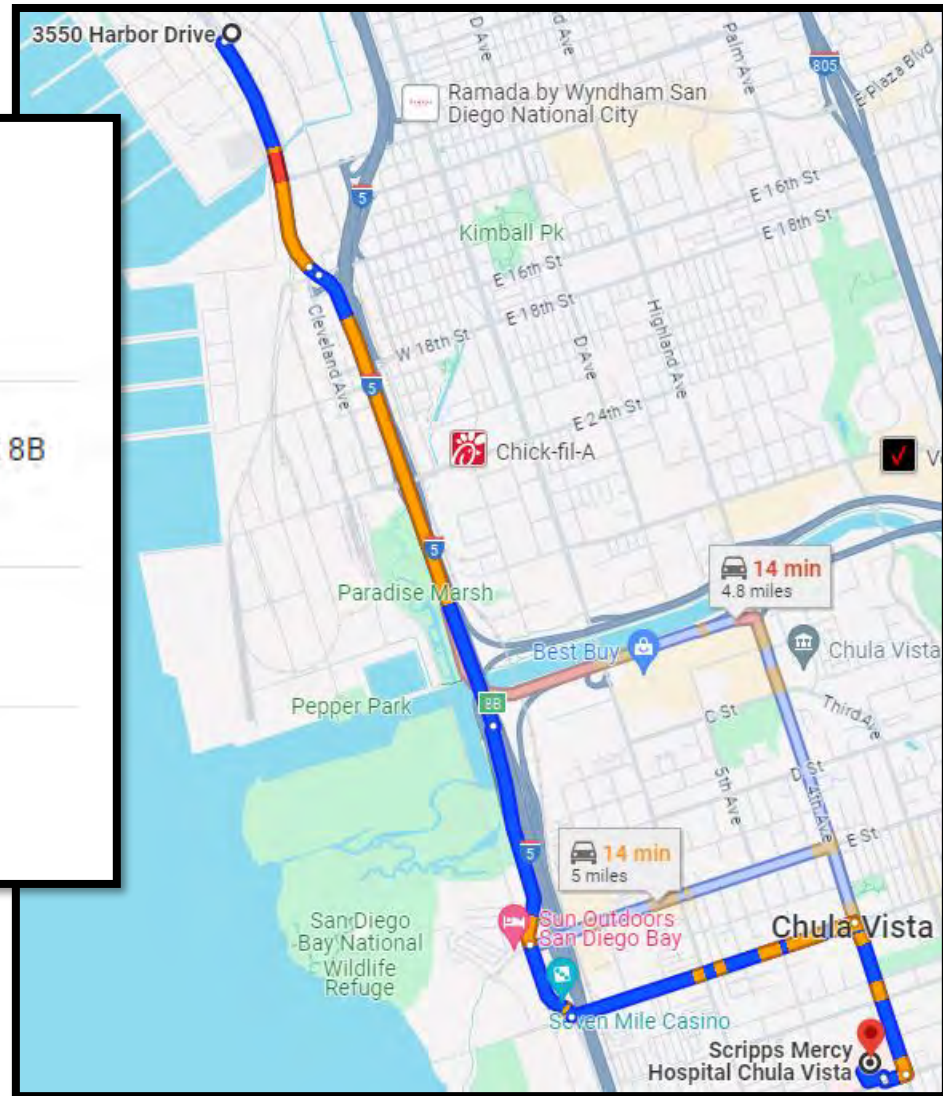 3550 Harbor Drive
D Ave
Palm Ave
805
E Plaza Blvd
Ramada by Wyndham San
Diego National City
5
E 16th St
E 18th St
Kimball Pk
E 16th St
E 18th St
Cleveland Ave
W 18th St
D Ave
Highland Ave
5
E 24th St
8B
Chick-fil-A
5
14 min
4.8 miles
Paradise Marsh
Best Buy
Chula Vista
Pepper Park
8B
C St
Third Ave
5th Ave
D St
4th Ave
E St
5
14 min
5 miles
San Diego
Bay National
Wildlife
Refuge
Sun Outdoors
San Diego Bay
Chula Vista
Seven Mile Casino
Scripps Mercy
Hospital Chula Vista